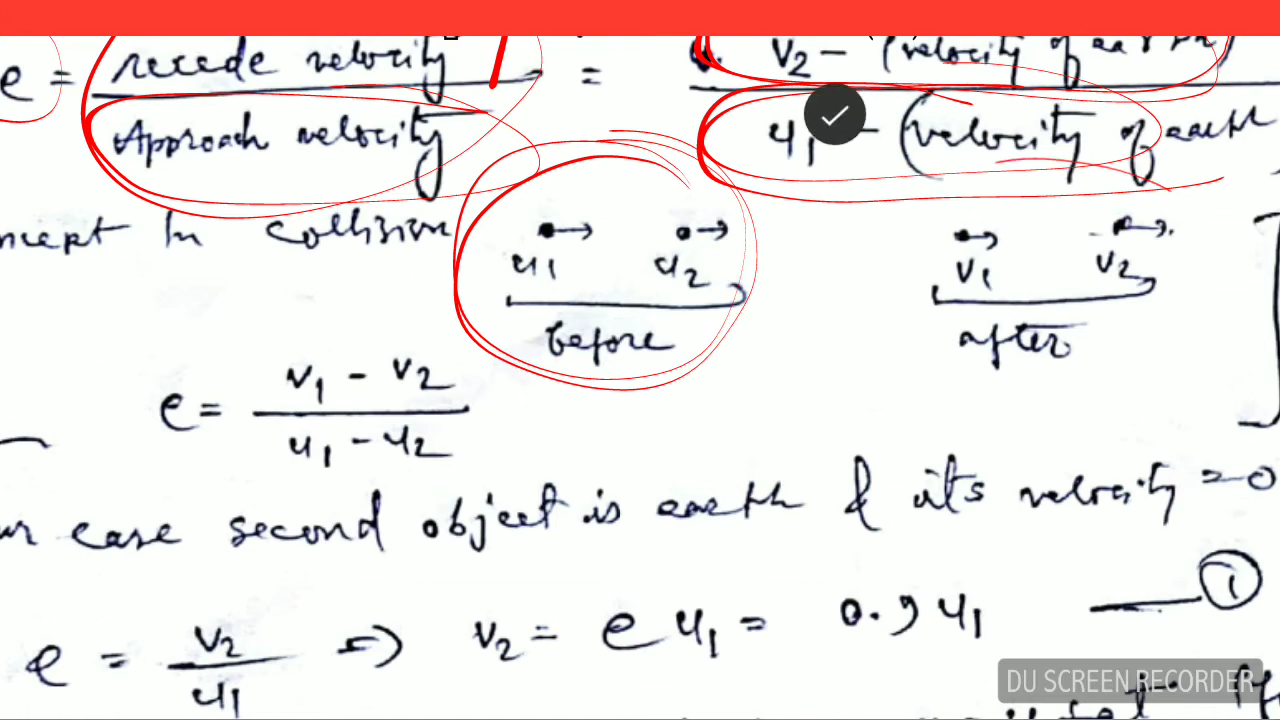 e = recede velocity / Approach velocity = v2 - (velocity of earth) / u1 - (velocity of earth
ncept In collision
u1 u2 v1 v2
before after
e = v1 - v2 / u1 - u2
ur case second object is earth & its velocity = 0
e = v2 / u1 => v2 = e u1 = 0.9 u1 — 1
DU SCREEN RECORDER